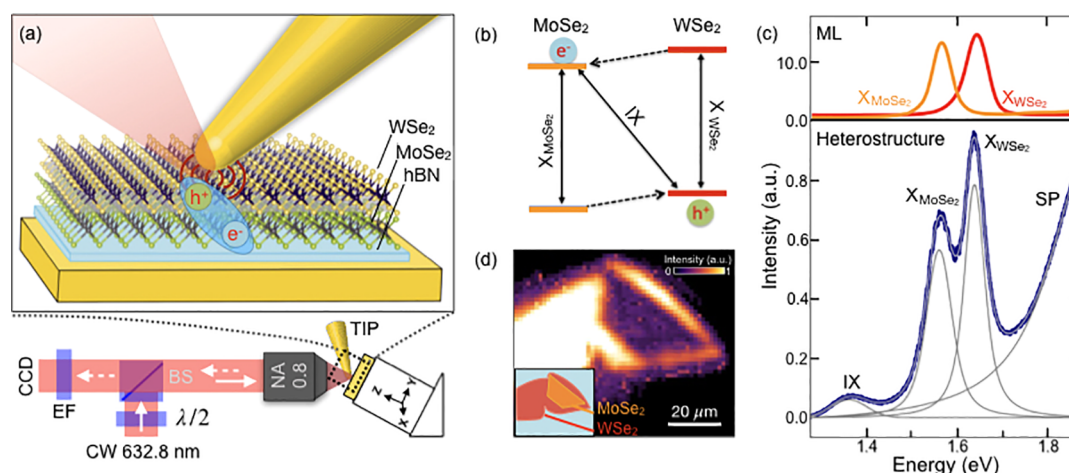 (a)
WSe₂
MoSe₂
hBN
h⁺
e⁻
TIP
CCD
EF
BS
λ/2
NA
0.8
Z
Y
X
CW 632.8 nm
(b)
MoSe₂
WSe₂
e⁻
X MoSe₂
IX
X WSe₂
h⁺
(d)
Intensity (a.u.)
0
1
MoSe₂
WSe₂
20 μm
(c)
ML
10.0
0.0
X MoSe₂
X WSe₂
Heterostructure
X WSe₂
X MoSe₂
SP
IX
Intensity (a.u.)
0.8
0.6
0.4
0.2
0.0
1.4
1.6
1.8
Energy (eV)